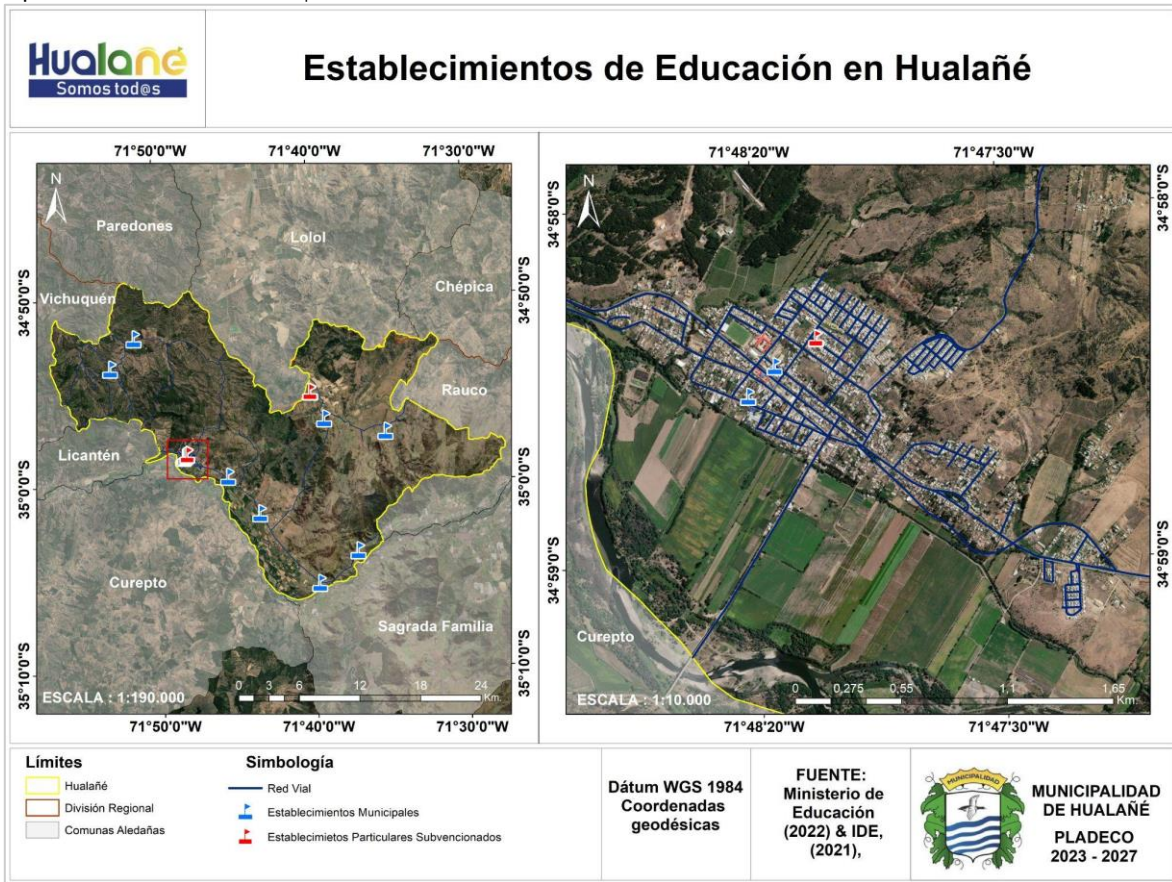 Hualañé
Somos tod@s
Establecimientos de Educación en Hualañé
71°50'0"W
71°40'0"W
71°30'0"W
N
Paredones
Lolol
Chépica
Vichuquén
Rauco
Licantén
Curepto
Sagrada Familia
34°50'0"S
35°0'0"S
35°10'0"S
34°50'0"S
35°0'0"S
35°10'0"S
ESCALA : 1:190.000
0 3 6 12 18 24
Km.
71°50'0"W
71°40'0"W
71°30'0"W
71°48'20"W
71°47'30"W
N
34°58'0"S
34°59'0"S
34°58'0"S
34°59'0"S
Curepto
ESCALA : 1:10.000
0 0,275 0,55 1,1 1,65
Km.
71°48'20"W
71°47'30"W
Límites
Hualañé
División Regional
Comunas Aledañas
Simbología
Red Vial
Establecimientos Municipales
Establecimietos Particulares Subvencionados
Dátum WGS 1984
Coordenadas
geodésicas
FUENTE:
Ministerio de
Educación
(2022) & IDE,
(2021),
MUNICIPALIDAD
MUNICIPALIDAD
DE HUALAÑÉ
PLADECO
2023 - 2027